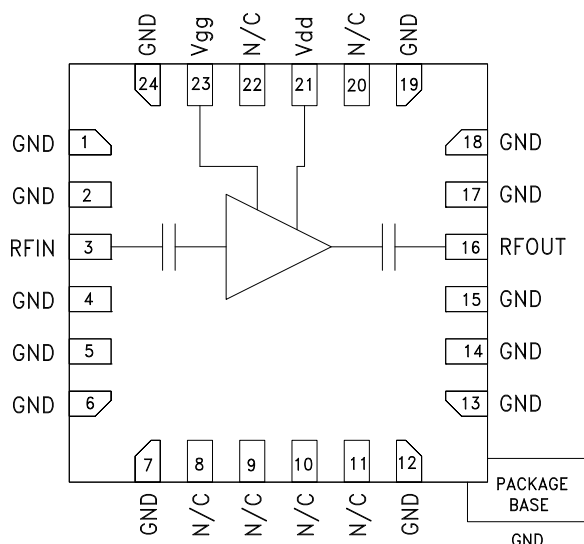 GND Vgg N/C Vdd N/C GND
24 23 22 21 20 19
GND 1 18 GND
GND 2 17 GND
RFIN 3 16 RFOUT
GND 4 15 GND
GND 5 14 GND
GND 6 13 GND
7 8 9 10 11 12
GND N/C N/C N/C N/C GND
PACKAGE
BASE
GND